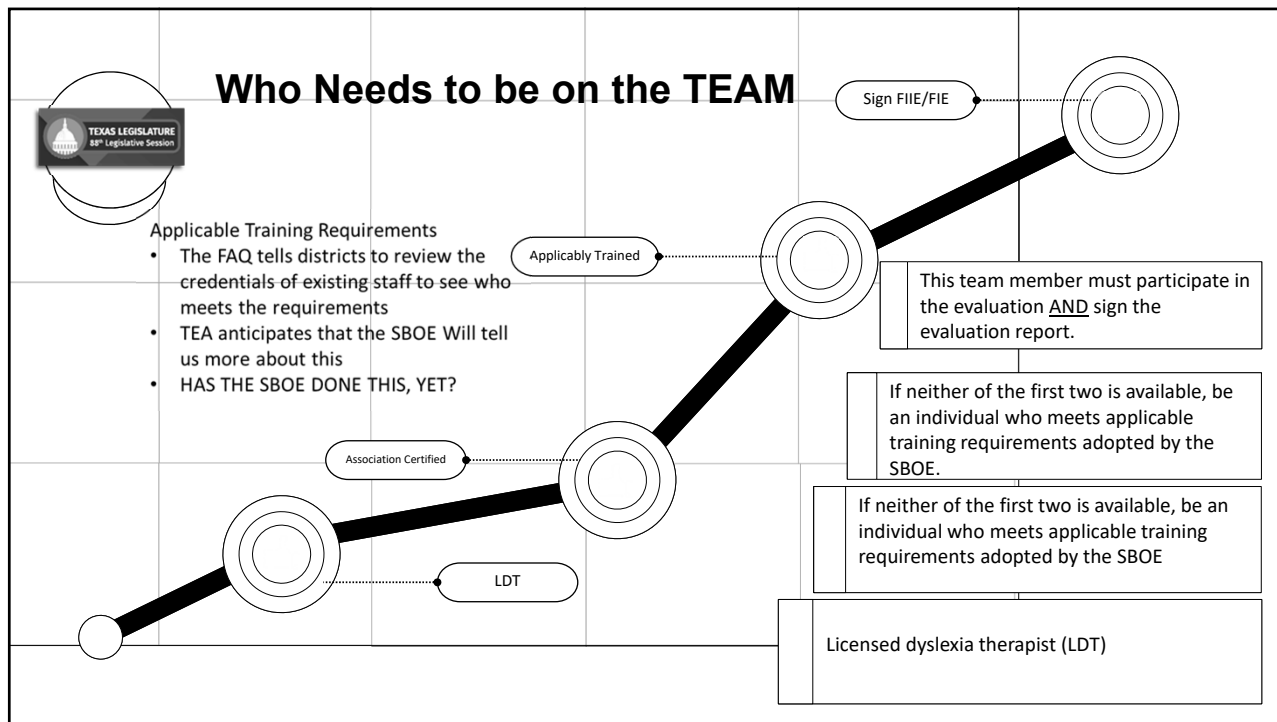 Who Needs to be on the TEAM
TEXAS LEGISLATURE
88th Legislative Session
Applicable Training Requirements
• The FAQ tells districts to review the
credentials of existing staff to see who
meets the requirements
• TEA anticipates that the SBOE Will tell
us more about this
• HAS THE SBOE DONE THIS, YET?
Sign FIIE/FIE
Applicably Trained
Association Certified
LDT
This team member must participate in
the evaluation AND sign the
evaluation report.
If neither of the first two is available, be
an individual who meets applicable
training requirements adopted by the
SBOE.
If neither of the first two is available, be an
individual who meets applicable training
requirements adopted by the SBOE
Licensed dyslexia therapist (LDT)